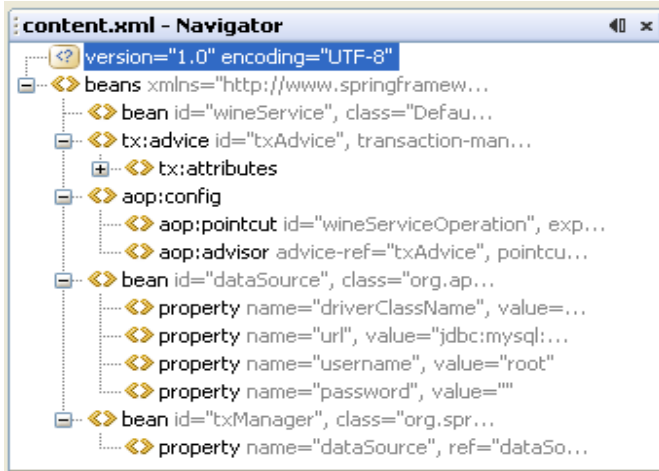 content.xml - Navigator
<?
version="1.0" encoding="UTF-8"
beans xmlns="http://www.springframew...
bean id="wineService", class="Defau...
tx:advice id="txAdvice", transaction-man...
tx:attributes
aop:config
aop:pointcut id="wineServiceOperation", exp...
aop:advisor advice-ref="txAdvice", pointcu...
bean id="dataSource", class="org.ap...
property name="driverClassName", value=...
property name="url", value="jdbc:mysql:...
property name="username", value="root"
property name="password", value=""
bean id="txManager", class="org.spr...
property name="dataSource", ref="dataSo...